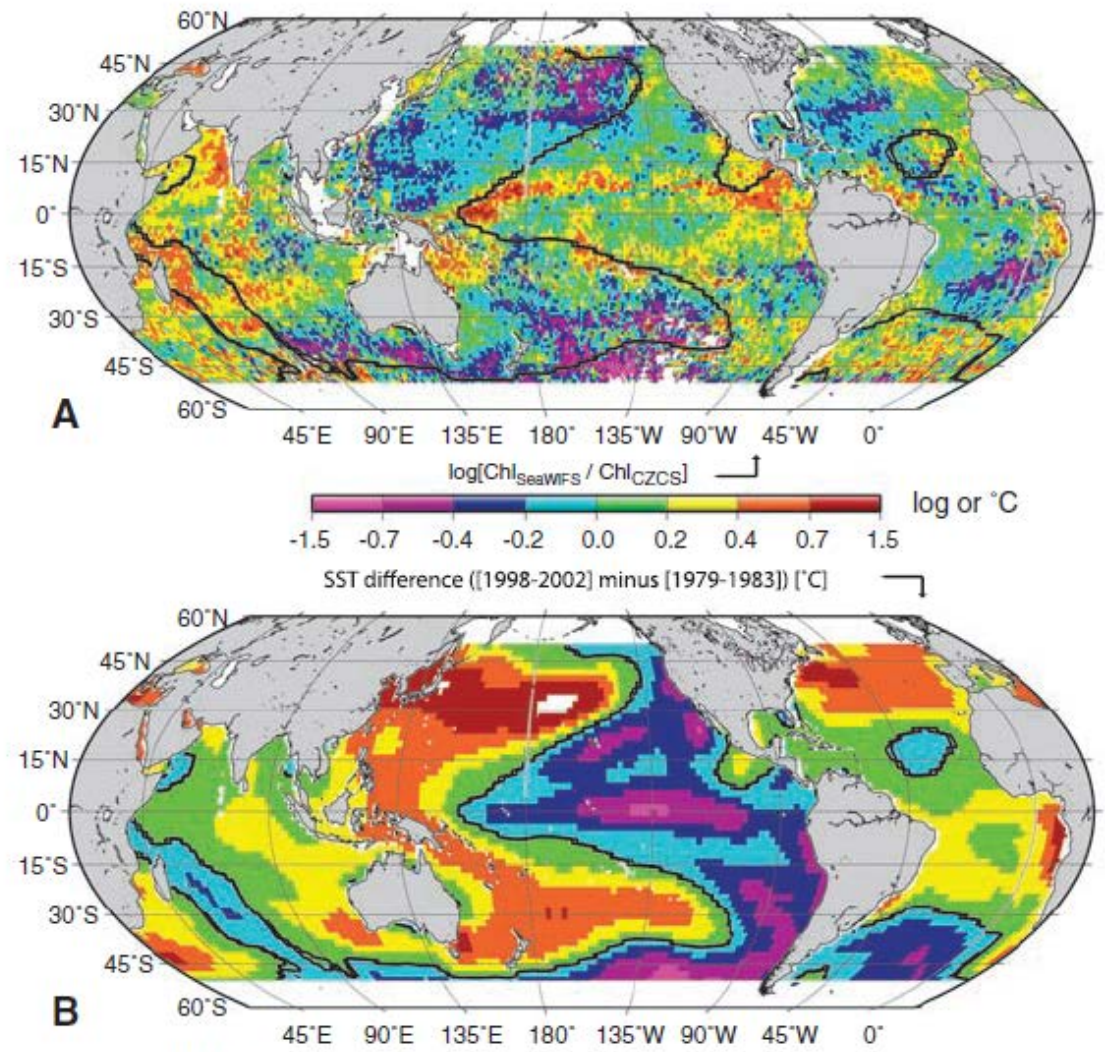 60˚N
45˚N
30˚N
15˚N
0˚
15˚S
30˚S
45˚S
60˚S
A
45˚E 90˚E 135˚E 180˚ 135˚W 90˚W 45˚W 0˚
log[ChlSeaWIFS / ChlCZCS]
log or ˚C
-1.5 -0.7 -0.4 -0.2 0.0 0.2 0.4 0.7 1.5
SST difference ([1998-2002] minus [1979-1983]) [˚C]
60˚N
45˚N
30˚N
15˚N
0˚
15˚S
30˚S
45˚S
60˚S
B
45˚E 90˚E 135˚E 180˚ 135˚W 90˚W 45˚W 0˚